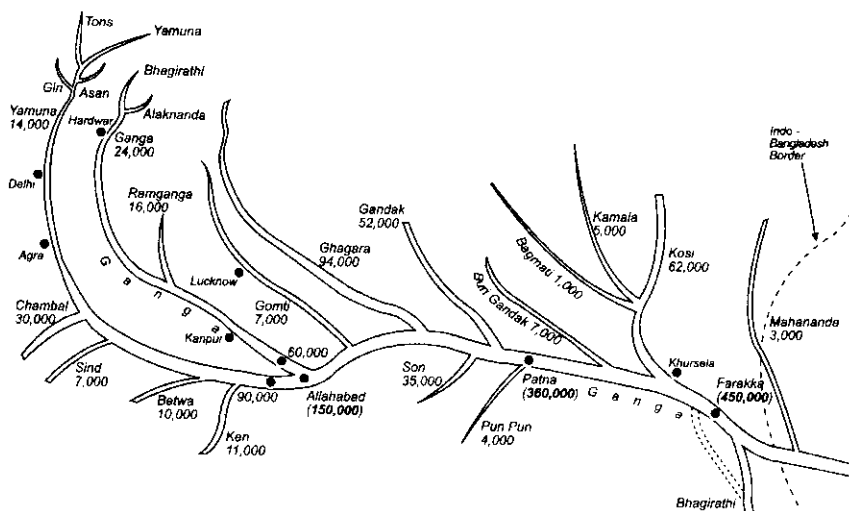 Tons
Yamuna
Giri
Asan
Bhagirathi
Alaknanda
Yamuna
14,000
Hardwar
Ganga
24,000
Delhi
Agra
Ramganga
16,000
Ganga
Lucknow
Kanpur
Gomti
7,000
Ghagara
94,000
Gandak
52,000
Buri Gandak 7,000
Bagmati 1,000
Kamala
5,000
Kosi
62,000
Indo -
Bangladesh
Border
Mahananda
3,000
Chambal
30,000
Sind
7,000
Betwa
10,000
Ken
11,000
60,000
90,000
Allahabad
(150,000)
Son
35,000
Pun Pun
4,000
Patna
(360,000)
Ganga
Khursela
Farakka
(450,000)
Bhagirathi